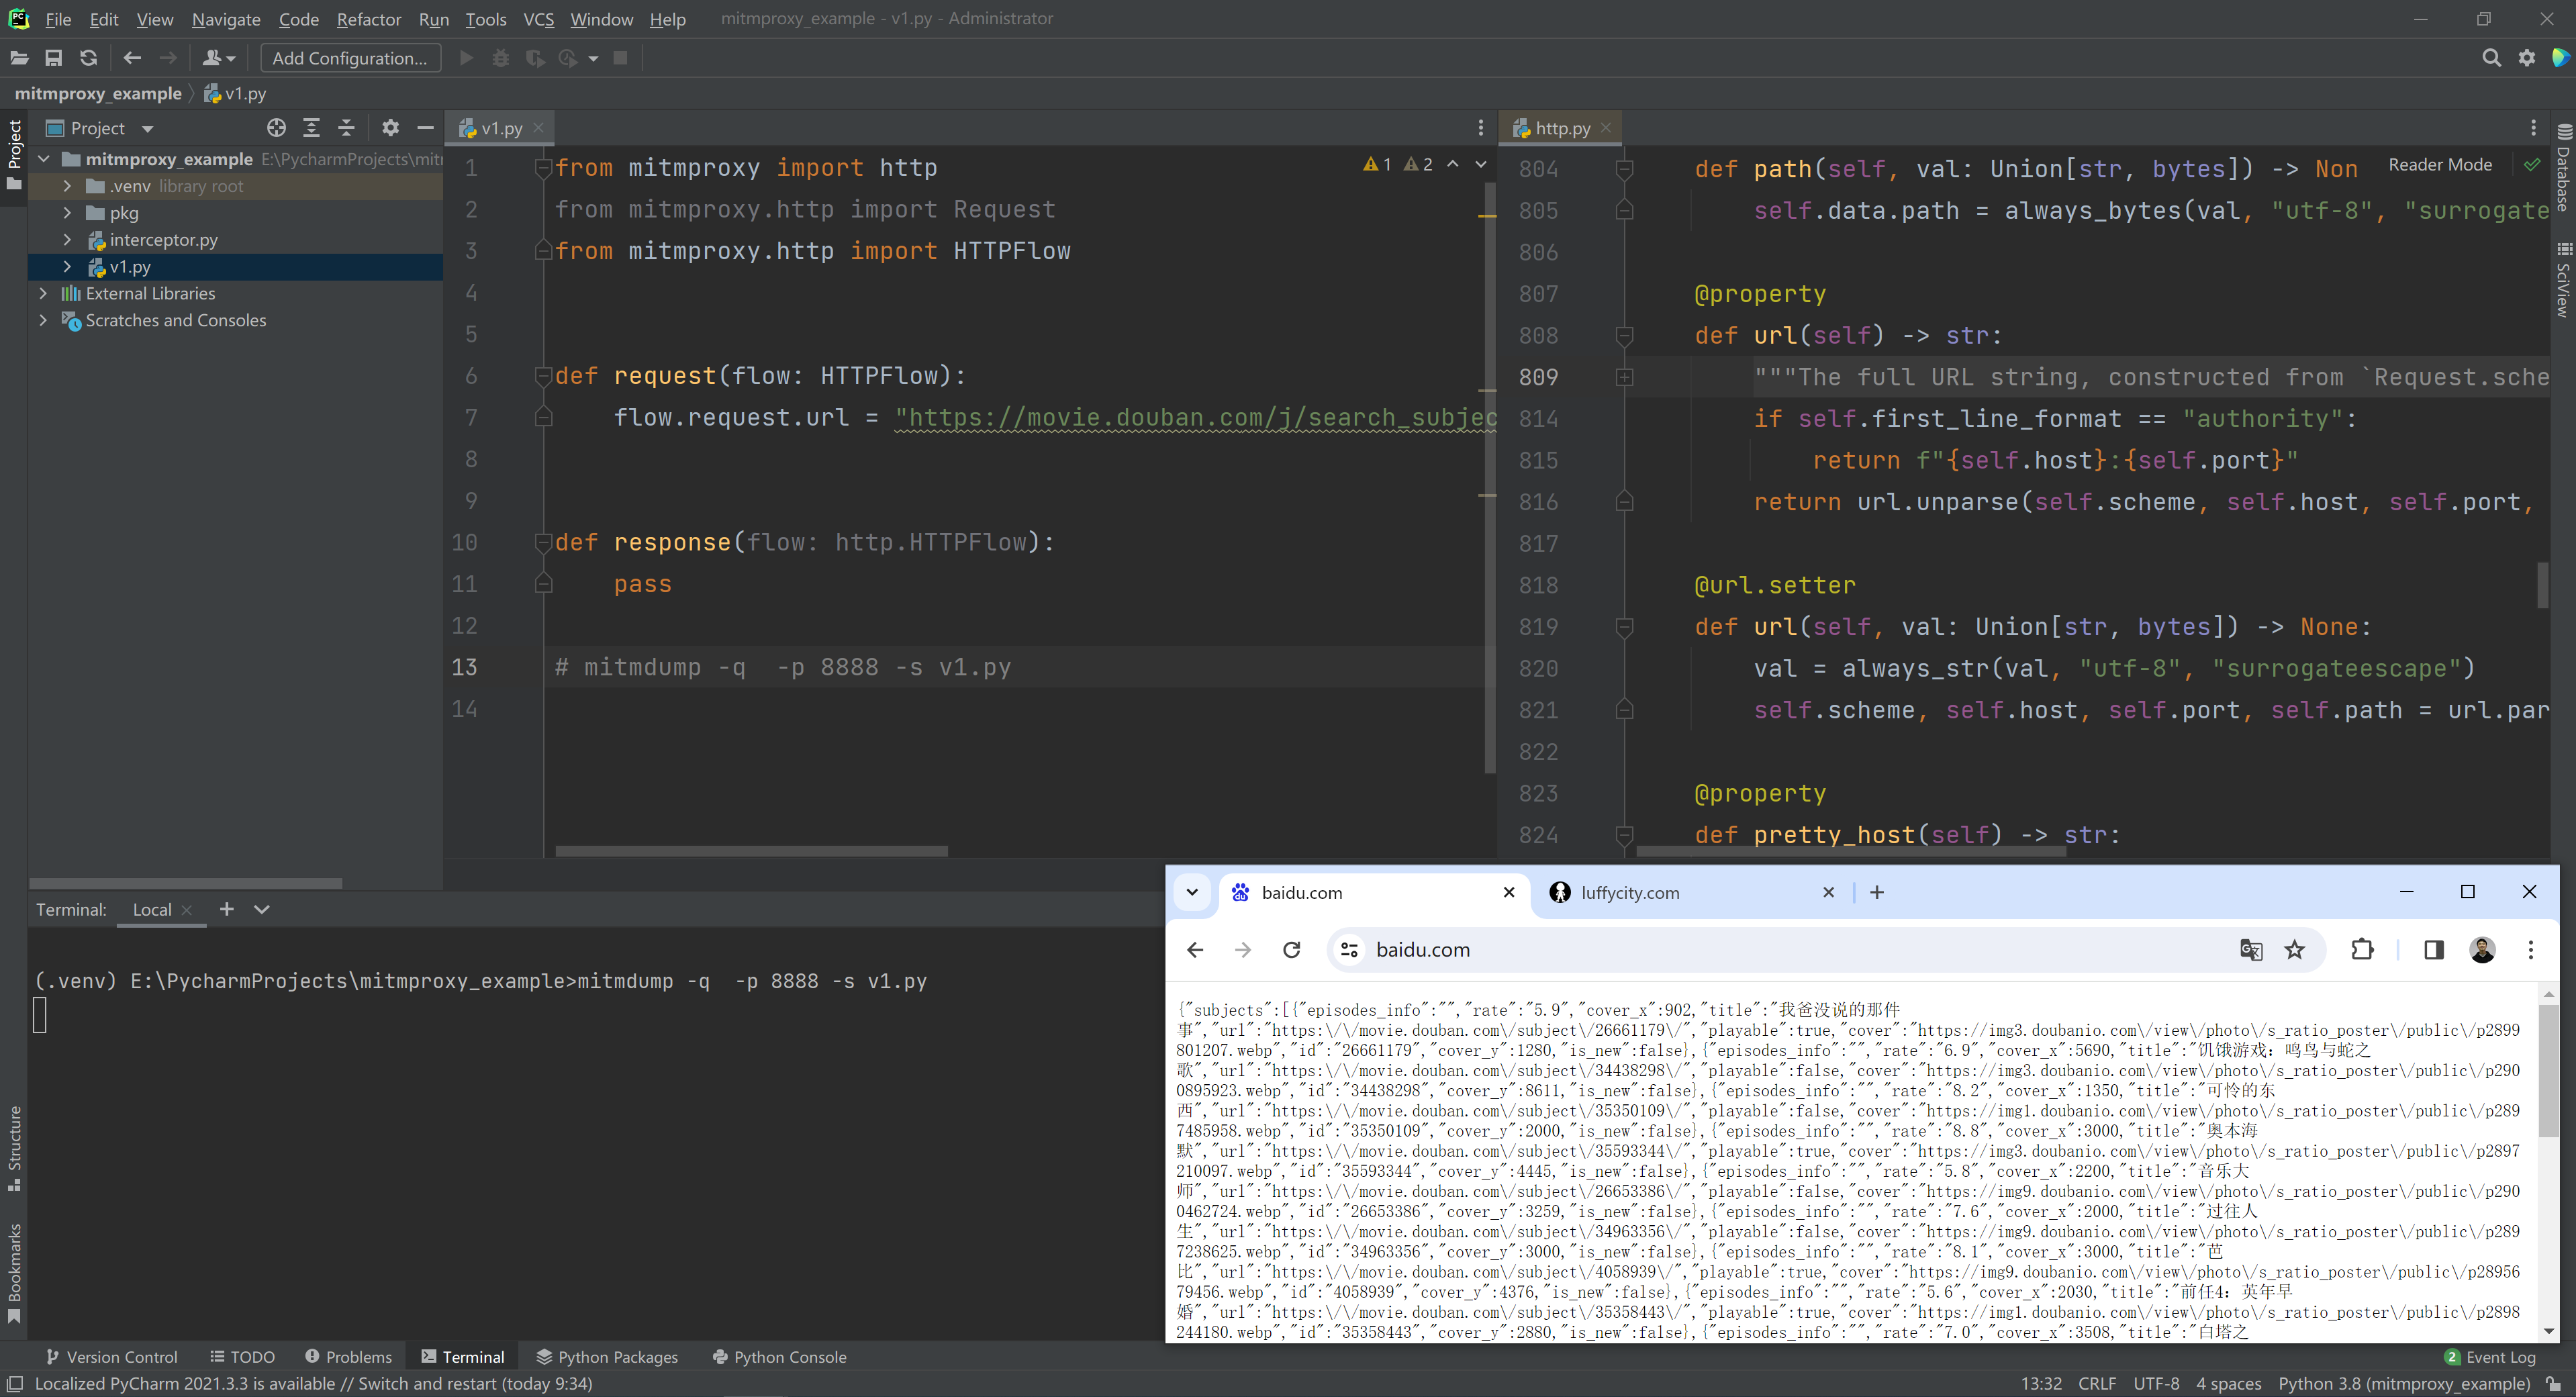 File Edit View Navigate Code Refactor Run Tools VCS Window Help mitmproxy_example - v1.py - Administrator
Add Configuration...
mitmproxy_example v1.py
Project
Project
mitmproxy_example E:\PycharmProjects\mitr
.venv library root
pkg
interceptor.py
v1.py
External Libraries
Scratches and Consoles
v1.py
1 from mitmproxy import http
2 from mitmproxy.http import Request
3 from mitmproxy.http import HTTPFlow
4
5
6 def request(flow: HTTPFlow):
7 flow.request.url = "https://movie.douban.com/j/search_subjec
8
9
10 def response(flow: http.HTTPFlow):
11 pass
12
13 # mitmdump -q  -p 8888 -s v1.py
14
1 2
http.py
Reader Mode
804 def path(self, val: Union[str, bytes]) -> Non
805 self.data.path = always_bytes(val, "utf-8", "surrogate
806
807 @property
808 def url(self) -> str:
809 """The full URL string, constructed from `Request.sche
814 if self.first_line_format == "authority":
815 return f"{self.host}:{self.port}"
816 return url.unparse(self.scheme, self.host, self.port,
817
818 @url.setter
819 def url(self, val: Union[str, bytes]) -> None:
820 val = always_str(val, "utf-8", "surrogateescape")
821 self.scheme, self.host, self.port, self.path = url.par
822
823 @property
824 def pretty_host(self) -> str:
Database
SciView
Terminal: Local
(.venv) E:\PycharmProjects\mitmproxy_example>mitmdump -q  -p 8888 -s v1.py
baidu.com
luffycity.com
baidu.com
{"subjects":[{"episodes_info":"","rate":"5.9","cover_x":902,"title":"我爸没说的那件
事","url":"https:\/\/movie.douban.com\/subject\/26661179\/","playable":true,"cover":"https://img3.doubanio.com\/view\/photo\/s_ratio_poster\/public\/p2899
801207.webp","id":"26661179","cover_y":1280,"is_new":false},{"episodes_info":"","rate":"6.9","cover_x":5690,"title":"饥饿游戏：鸣鸟与蛇之
歌","url":"https:\/\/movie.douban.com\/subject\/34438298\/","playable":false,"cover":"https://img3.doubanio.com\/view\/photo\/s_ratio_poster\/public\/p290
0895923.webp","id":"34438298","cover_y":8611,"is_new":false},{"episodes_info":"","rate":"8.2","cover_x":1350,"title":"可怜的东
西","url":"https:\/\/movie.douban.com\/subject\/35350109\/","playable":false,"cover":"https://img1.doubanio.com\/view\/photo\/s_ratio_poster\/public\/p289
7485958.webp","id":"35350109","cover_y":2000,"is_new":false},{"episodes_info":"","rate":"8.8","cover_x":3000,"title":"奥本海
默","url":"https:\/\/movie.douban.com\/subject\/35593344\/","playable":true,"cover":"https://img3.doubanio.com\/view\/photo\/s_ratio_poster\/public\/p2897
210097.webp","id":"35593344","cover_y":4445,"is_new":false},{"episodes_info":"","rate":"5.8","cover_x":2200,"title":"音乐大
师","url":"https:\/\/movie.douban.com\/subject\/26653386\/","playable":false,"cover":"https://img9.doubanio.com\/view\/photo\/s_ratio_poster\/public\/p290
0462724.webp","id":"26653386","cover_y":3259,"is_new":false},{"episodes_info":"","rate":"7.6","cover_x":2000,"title":"过往人
生","url":"https:\/\/movie.douban.com\/subject\/34963356\/","playable":false,"cover":"https://img9.doubanio.com\/view\/photo\/s_ratio_poster\/public\/p289
7238625.webp","id":"34963356","cover_y":3000,"is_new":false},{"episodes_info":"","rate":"8.1","cover_x":3000,"title":"芭
比","url":"https:\/\/movie.douban.com\/subject\/4058939\/","playable":true,"cover":"https://img9.doubanio.com\/view\/photo\/s_ratio_poster\/public\/p28956
79456.webp","id":"4058939","cover_y":4376,"is_new":false},{"episodes_info":"","rate":"5.6","cover_x":2030,"title":"前任4：英年早
婚","url":"https:\/\/movie.douban.com\/subject\/35358443\/","playable":true,"cover":"https://img1.doubanio.com\/view\/photo\/s_ratio_poster\/public\/p2898
244180.webp","id":"35358443","cover_y":2880,"is_new":false},{"episodes_info":"","rate":"7.0","cover_x":3508,"title":"白塔之
Structure
Bookmarks
Version Control TODO Problems Terminal Python Packages Python Console 2 Event Log
Localized PyCharm 2021.3.3 is available // Switch and restart (today 9:34) 13:32 CRLF UTF-8 4 spaces Python 3.8 (mitmproxy_example)